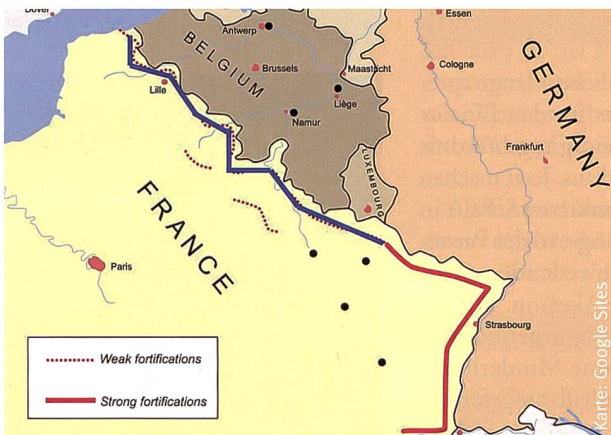 Dover
Antwerp
Essen
BELGIUM
GERMANY
Brussels
Maastricht
Cologne
Lille
Liège
Namur
Frankfurt
LUXEMBOURG
FRANCE
Paris
Strasbourg
Weak fortifications
Strong fortifications
Karte: Google Sites